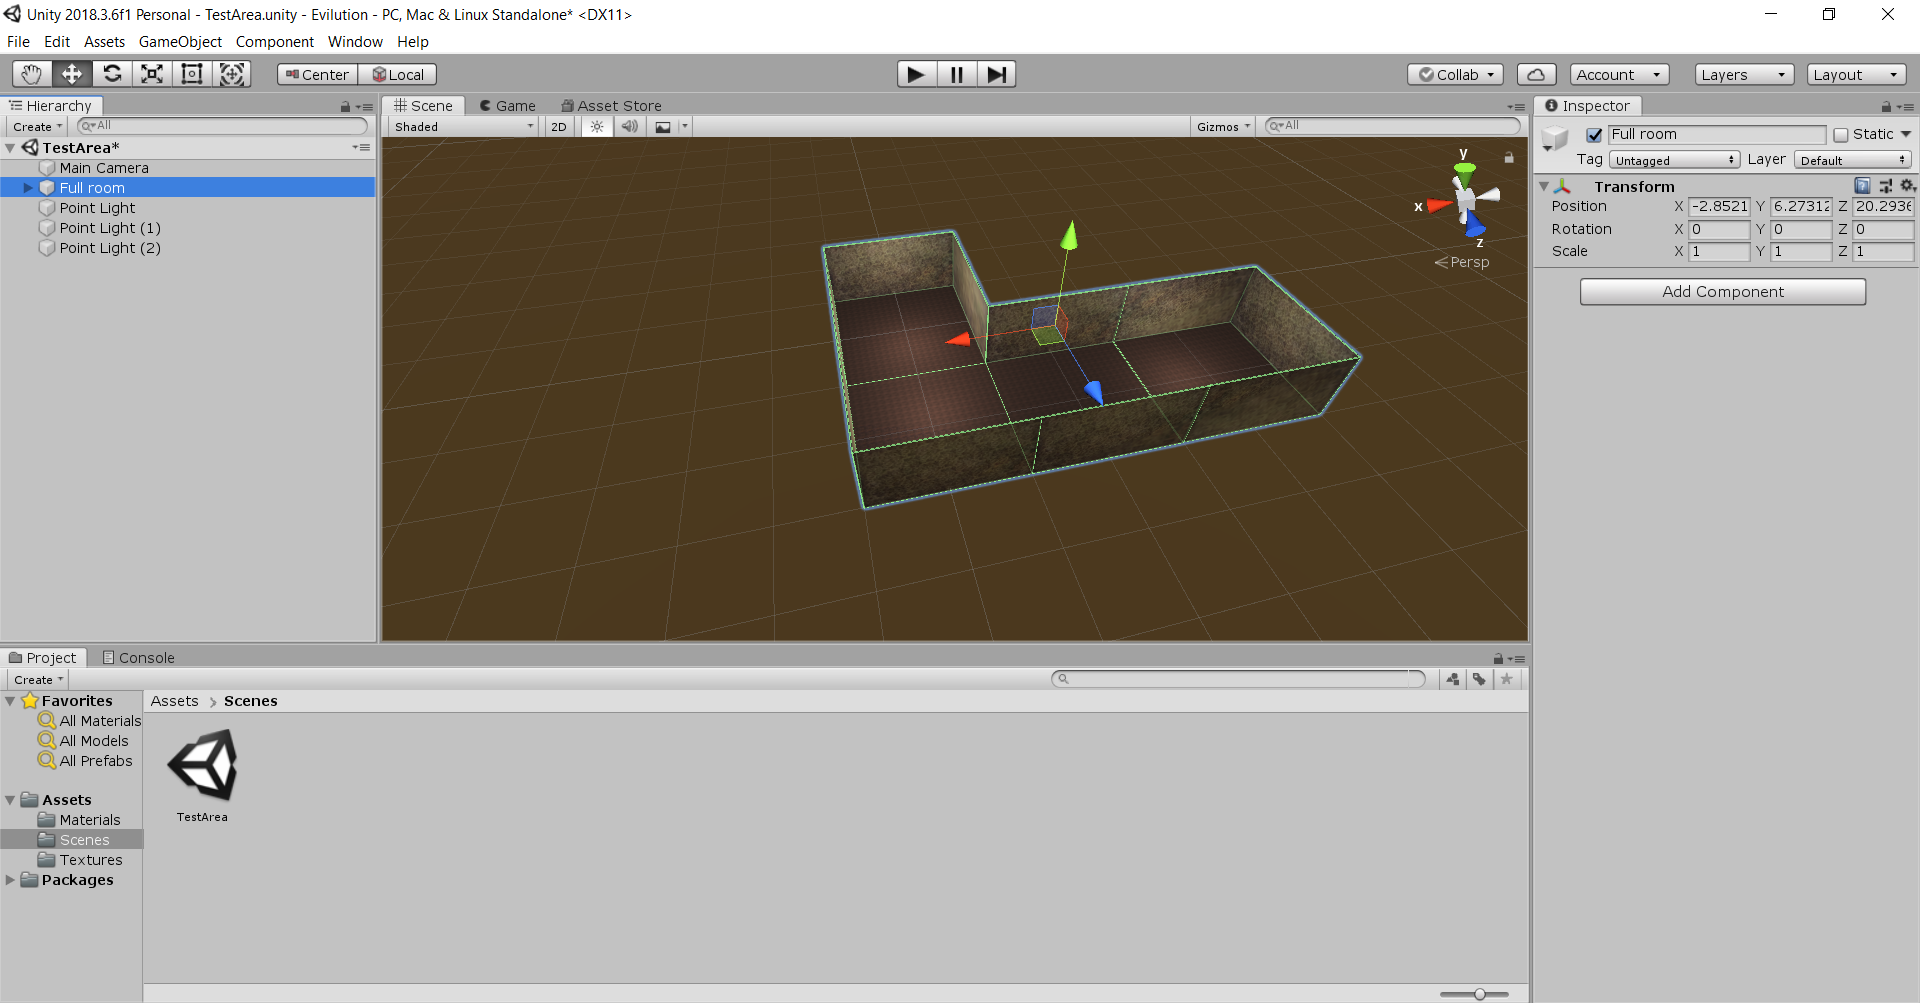 Unity 2018.3.6f1 Personal - TestArea.unity - Evilution - PC, Mac & Linux Standalone* <DX11>
File Edit Assets GameObject Component Window Help
Center Local Collab Account Layers Layout
Hierarchy
Create All
TestArea*
Main Camera
Full room
Point Light
Point Light (1)
Point Light (2)
Scene Game Asset Store
Shaded 2D Gizmos All
y
x
z
Persp
Inspector
Full room Static
Tag Untagged Layer Default
Transform
Position X -2.8521 Y 6.27312 Z 20.2936
Rotation X 0 Y 0 Z 0
Scale X 1 Y 1 Z 1
Add Component
Project Console
Create
Favorites
All Materials
All Models
All Prefabs
Assets
Materials
Scenes
Textures
Packages
Assets Scenes
TestArea